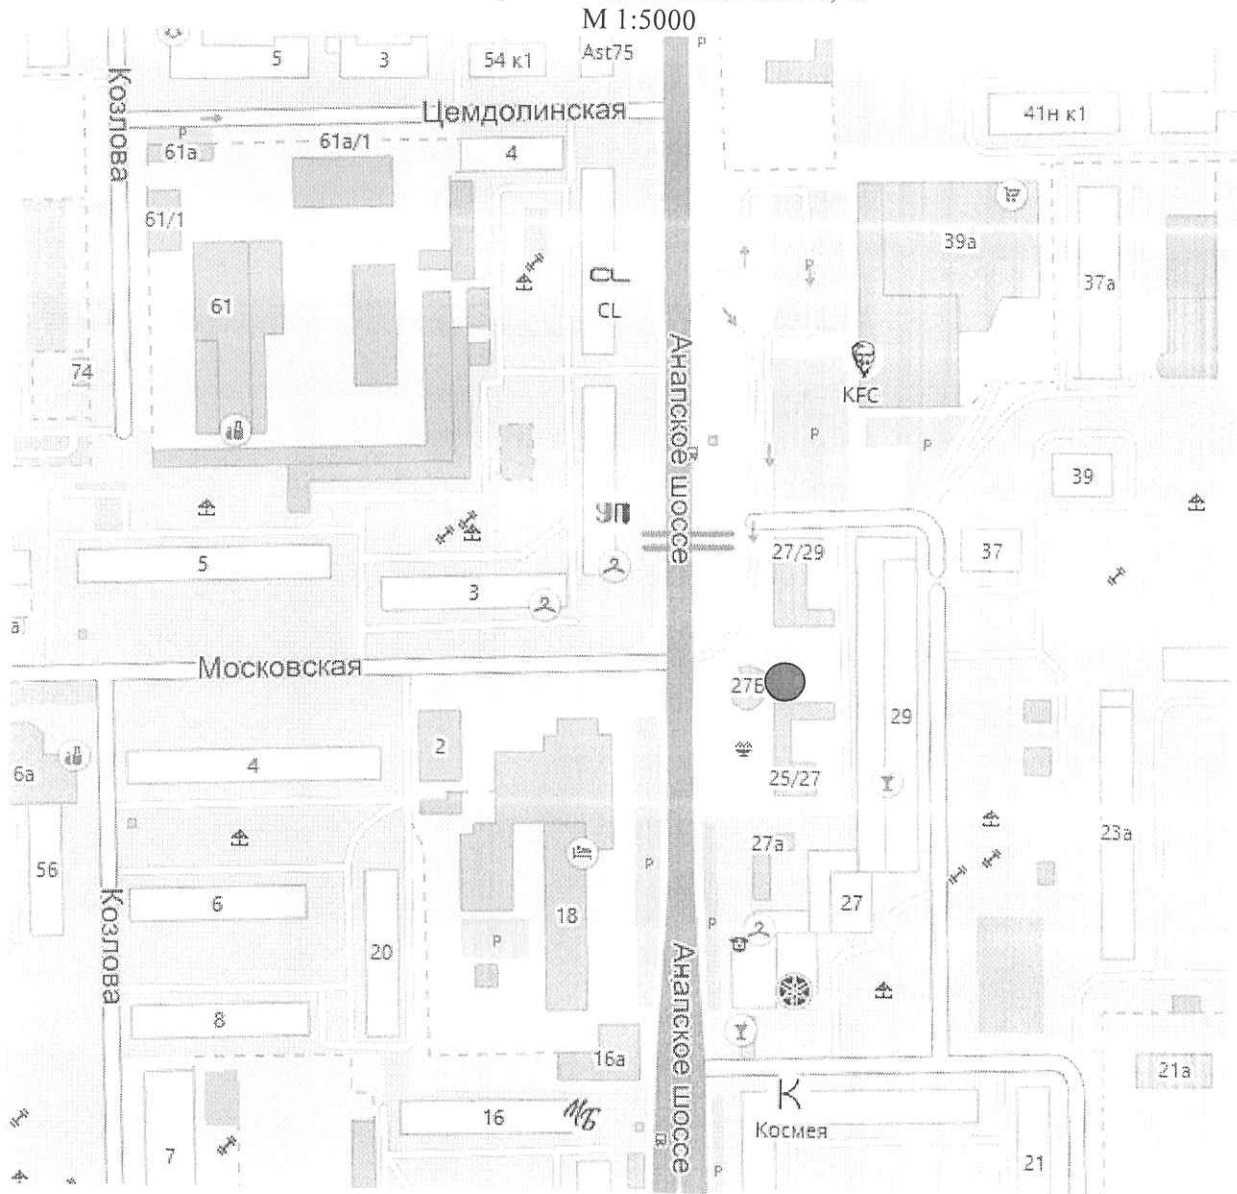 М 1:5000
5
3
54 к1
Ast75
Р
Козлова
Цемдолинская
41н к1
Р
61а
61а/1
4
61/1
39а
Р
37а
61
CL
Анапское шоссе
74
KFC
Р
Р
39
УП
27/29
37
5
3
Московская
27Б
29
2
6а
4
25/27
27а
23а
56
Р
6
18
27
Козлова
20
Р
Р
Анапское шоссе
8
16а
21а
К
16
МБ
Космея
7
21
Р